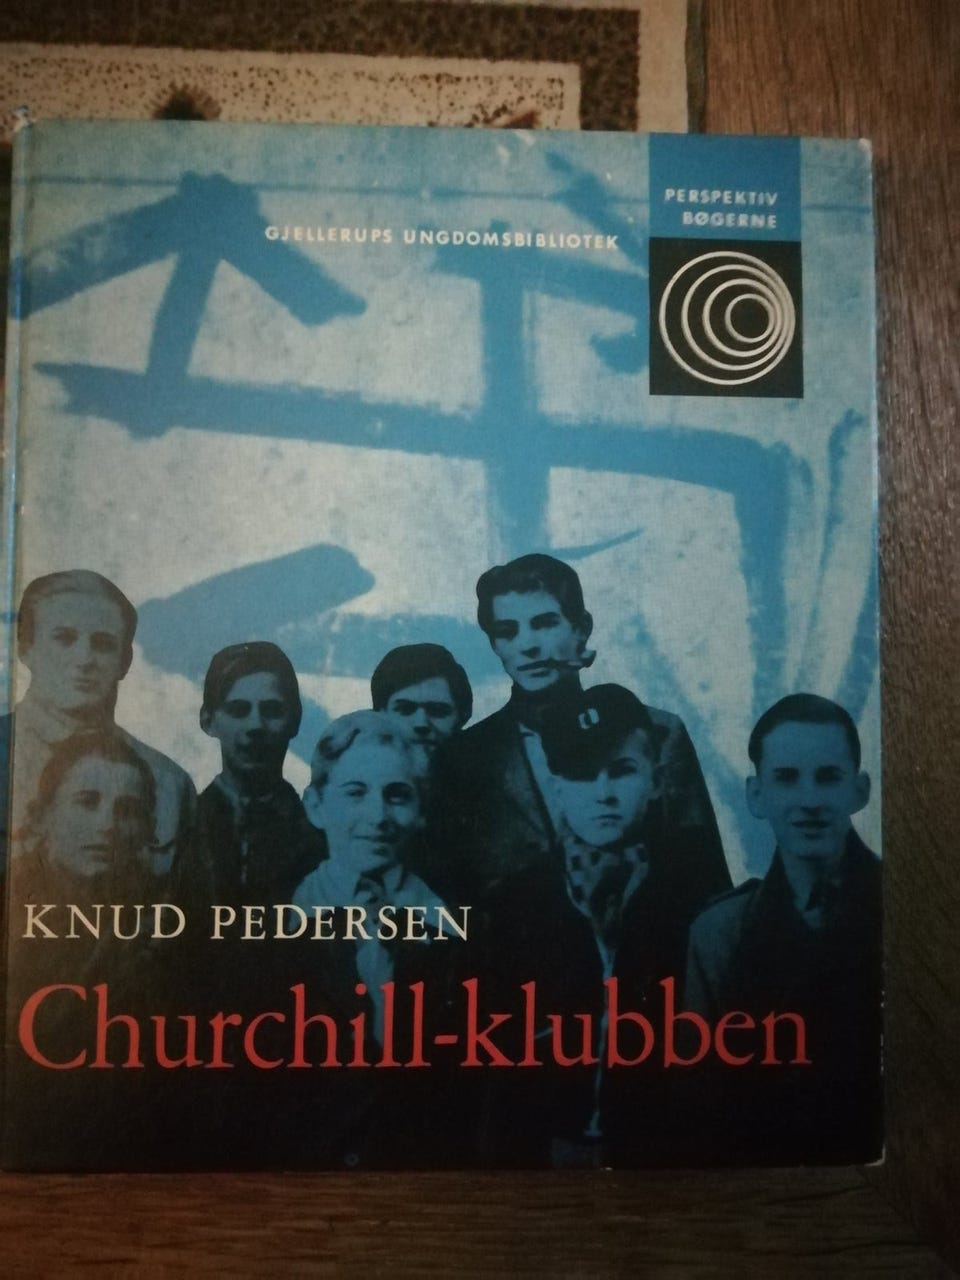 GJELLERUPS UNGDOMSBIBLIOTEK
PERSPEKTIV
BØGERNE
KNUD PEDERSEN
Churchill-klubben